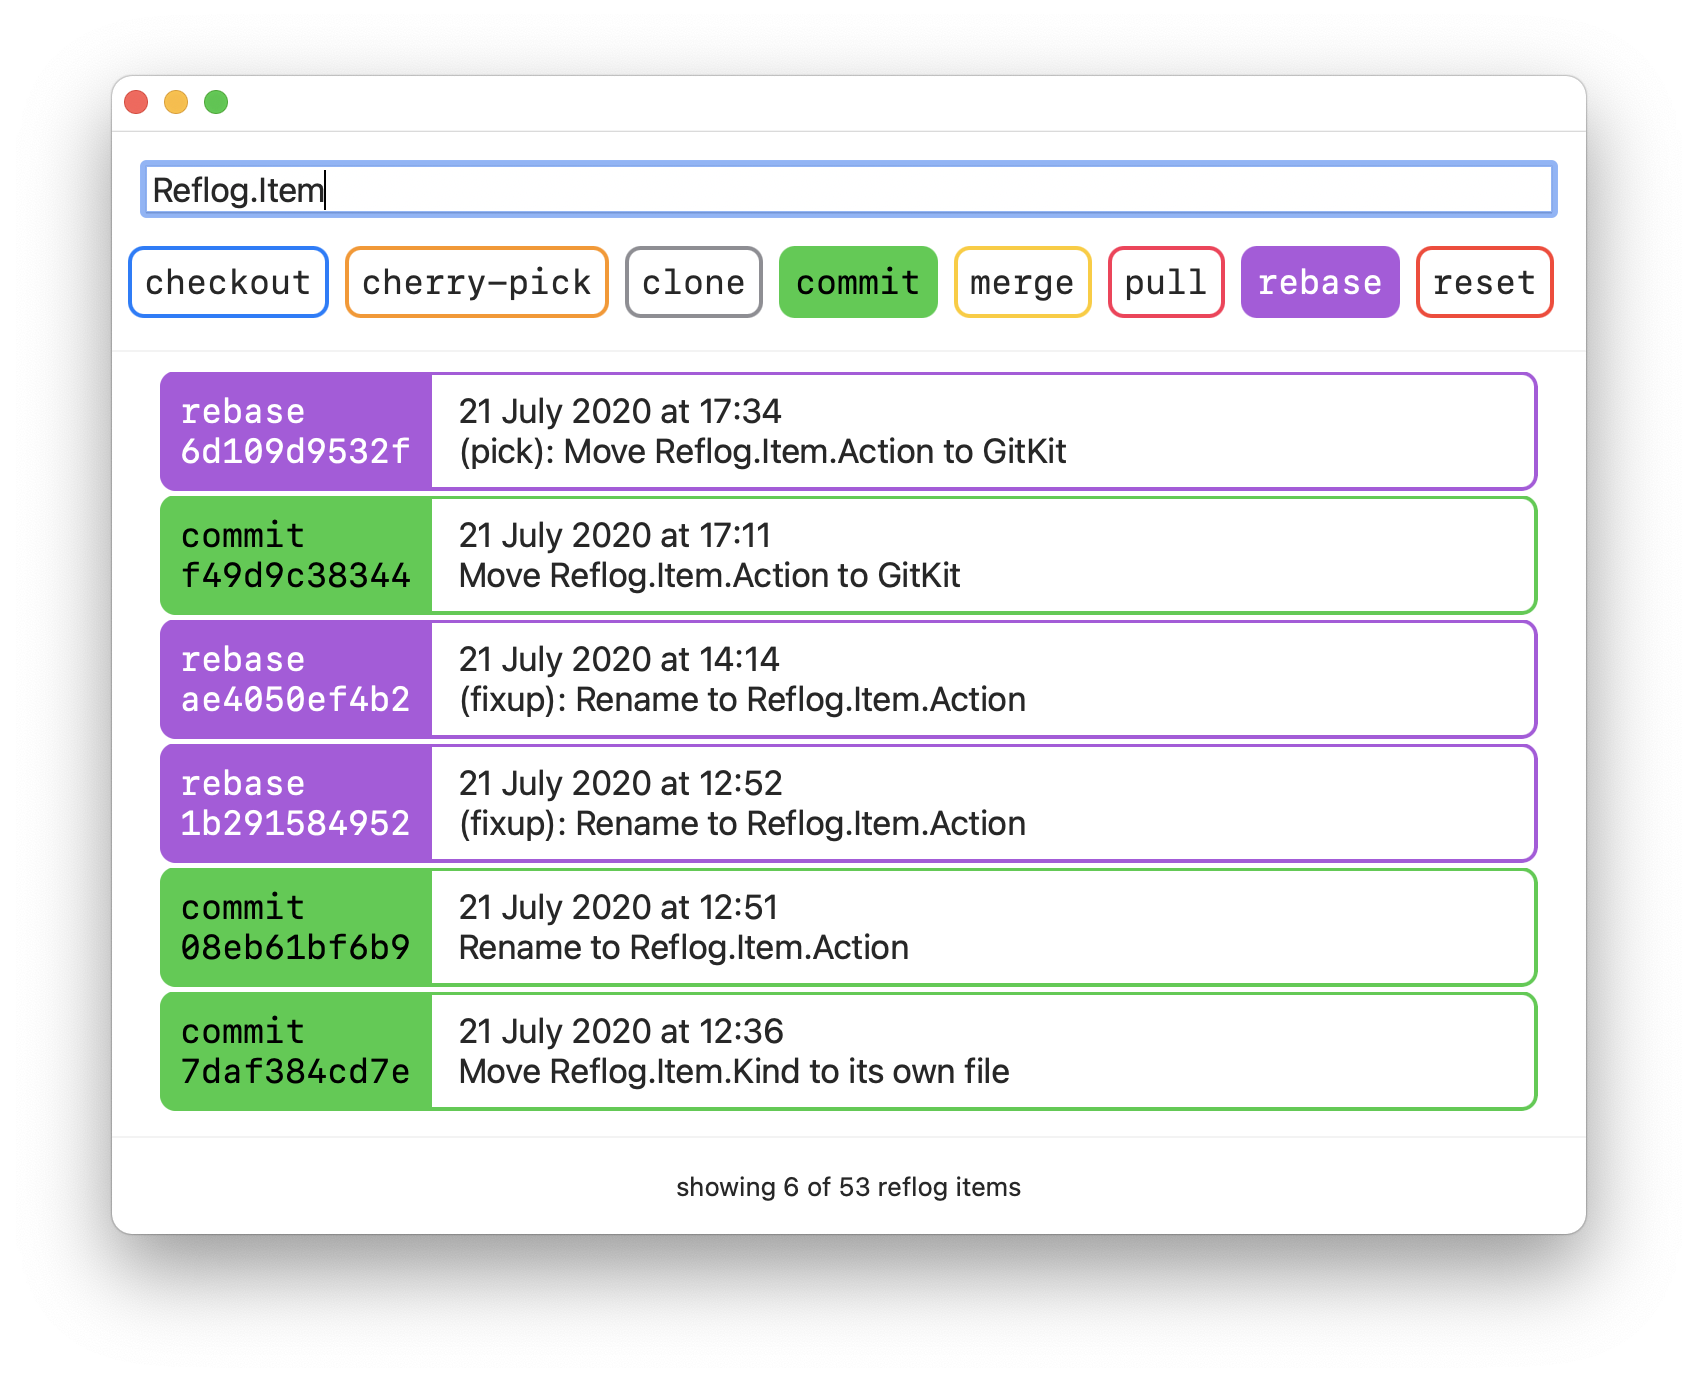 Reflog.Item
checkout cherry-pick clone commit merge pull rebase reset
rebase
6d109d9532f
21 July 2020 at 17:34
(pick): Move Reflog.Item.Action to GitKit
commit
f49d9c38344
21 July 2020 at 17:11
Move Reflog.Item.Action to GitKit
rebase
ae4050ef4b2
21 July 2020 at 14:14
(fixup): Rename to Reflog.Item.Action
rebase
1b291584952
21 July 2020 at 12:52
(fixup): Rename to Reflog.Item.Action
commit
08eb61bf6b9
21 July 2020 at 12:51
Rename to Reflog.Item.Action
commit
7daf384cd7e
21 July 2020 at 12:36
Move Reflog.Item.Kind to its own file
showing 6 of 53 reflog items